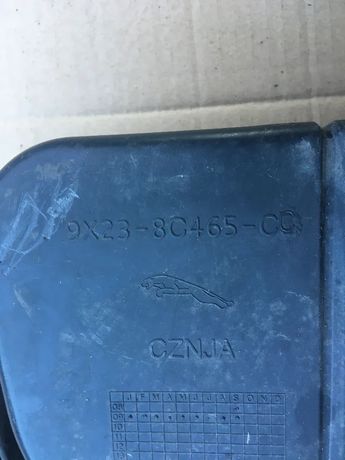 9X23-8C465-CC
CZNJA
J F M A M J J A S O N D
08
09
10
11
12
13